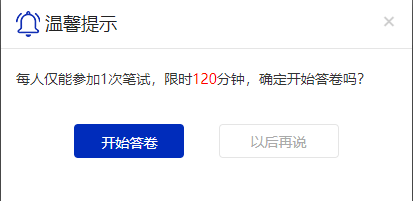 温馨提示
每人仅能参加1次笔试，限时120分钟，确定开始答卷吗？
开始答卷
以后再说